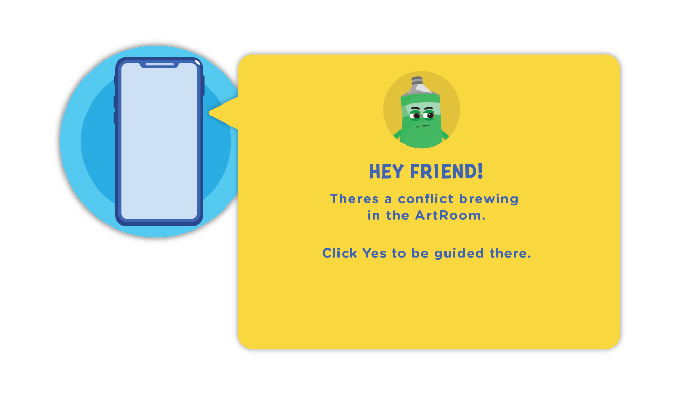 HEY FRIEND!
Theres a conflict brewing
in the ArtRoom.
Click Yes to be guided there.